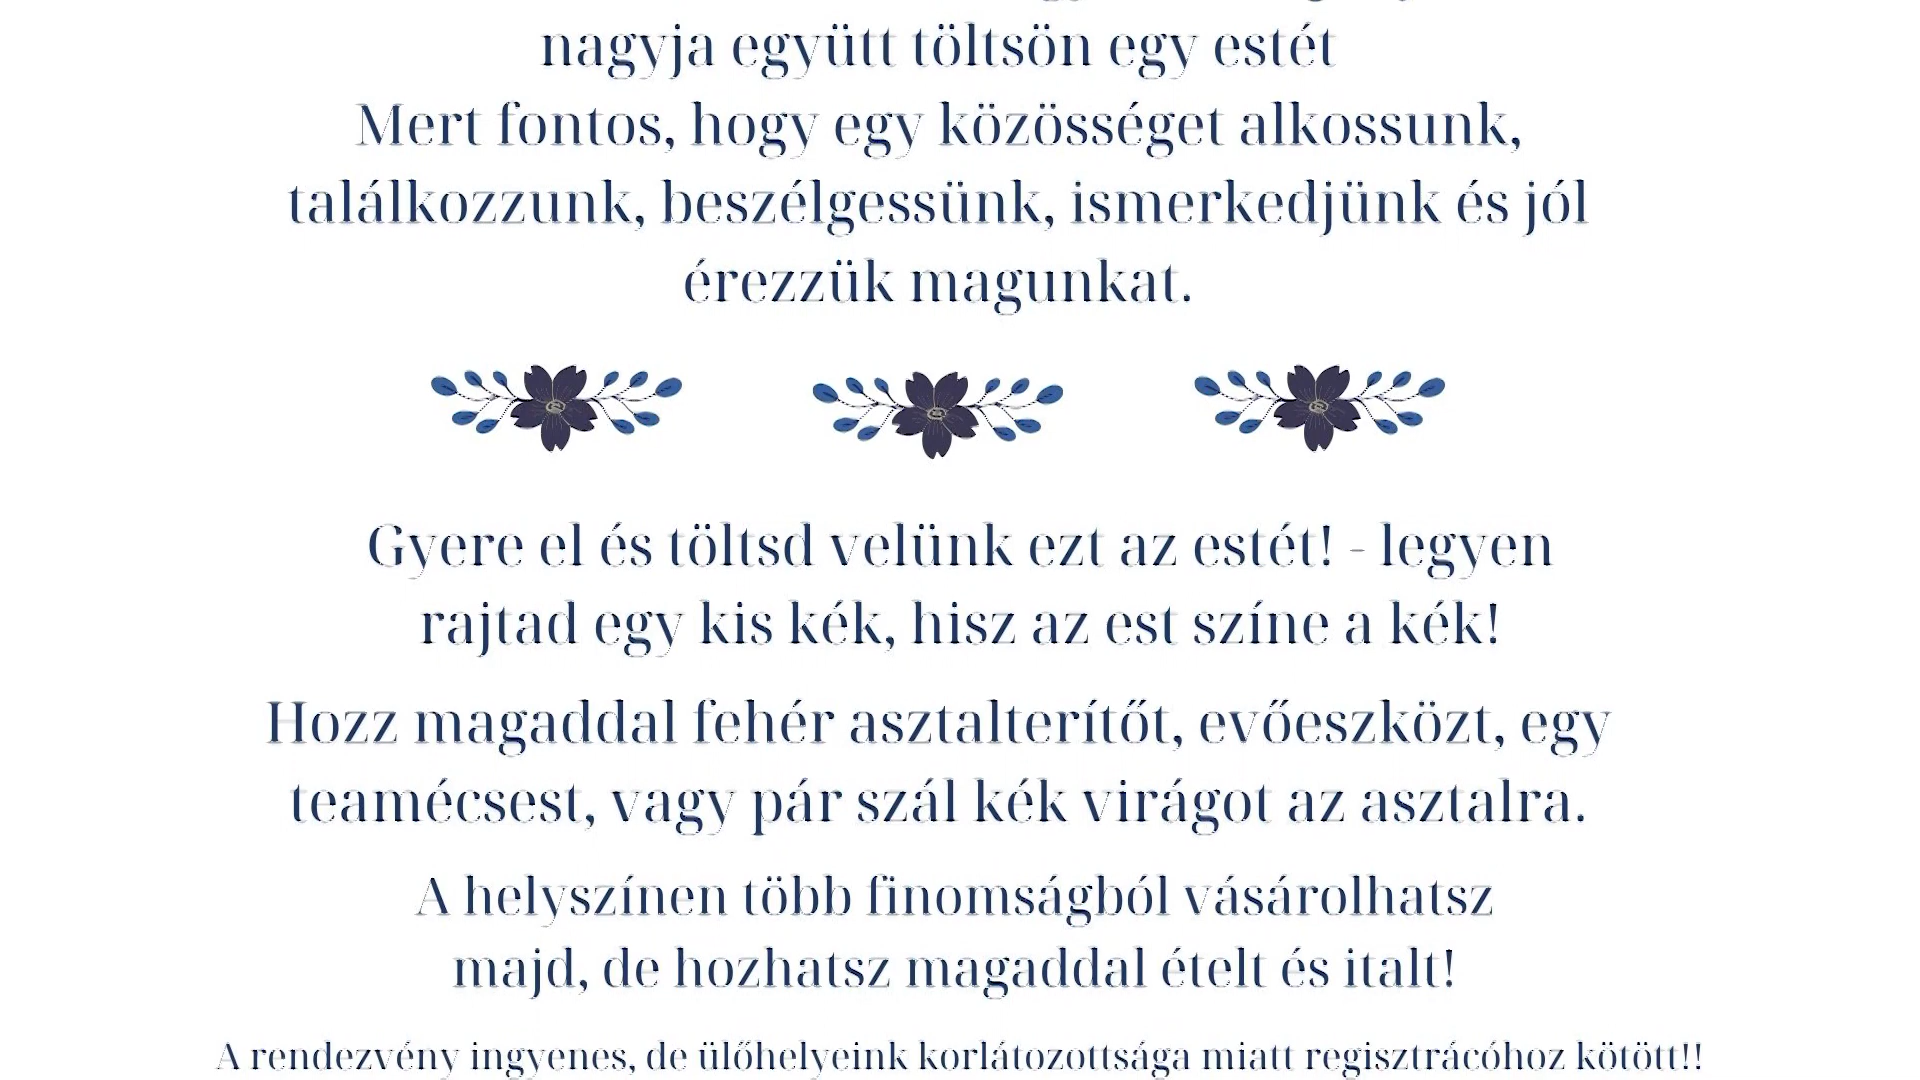 nagyja együtt töltsön egy estét
Mert fontos, hogy egy közösséget alkossunk,
találkozzunk, beszélgessünk, ismerkedjünk és jól
érezzük magunkat.
Gyere el és töltsd velünk ezt az estét! - legyen
rajtad egy kis kék, hisz az est színe a kék!
Hozz magaddal fehér asztalterítőt, evőeszközt, egy
teamécsest, vagy pár szál kék virágot az asztalra.
A helyszínen több finomságból vásárolhatsz
majd, de hozhatsz magaddal ételt és italt!
A rendezvény ingyenes, de ülőhelyeink korlátozottsága miatt regisztrácóhoz kötött!!